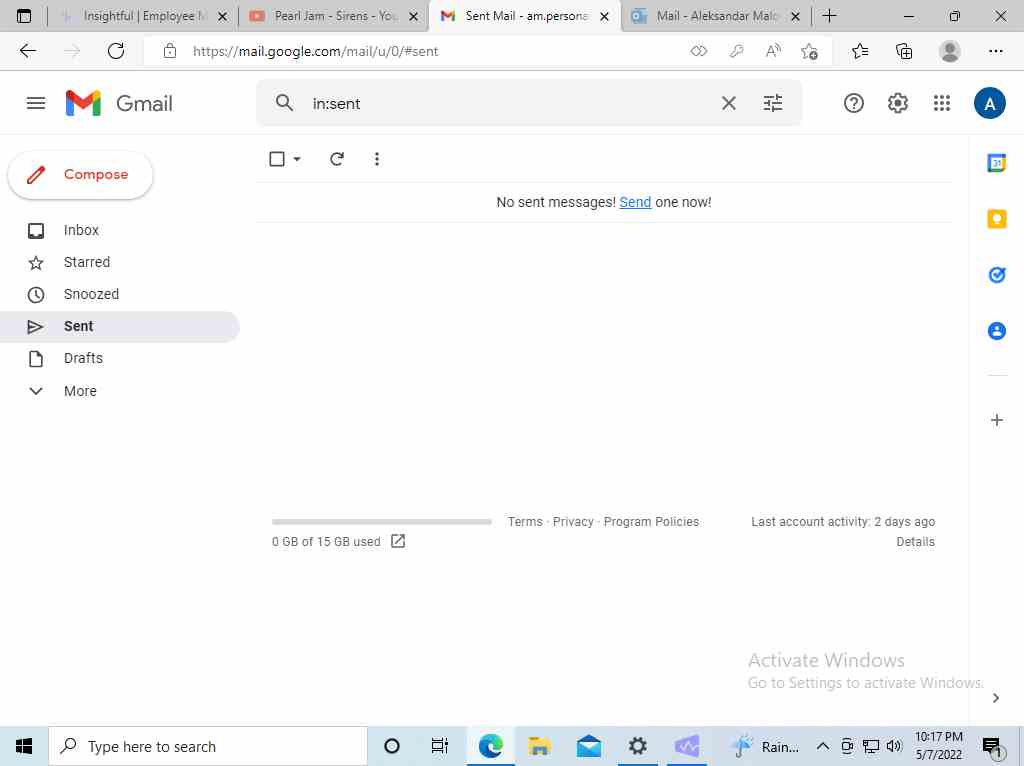 Insightful | Employee M
Pearl Jam - Sirens - You
Sent Mail - am.persona
Mail - Aleksandar Malo
https://mail.google.com/mail/u/0/#sent
Gmail
in:sent
A
Compose
No sent messages! Send one now!
Inbox
Starred
Snoozed
Sent
Drafts
More
31
Terms · Privacy · Program Policies
Last account activity: 2 days ago
0 GB of 15 GB used
Details
Activate Windows
Go to Settings to activate Windows.
Type here to search
Rain...
10:17 PM
5/7/2022
1